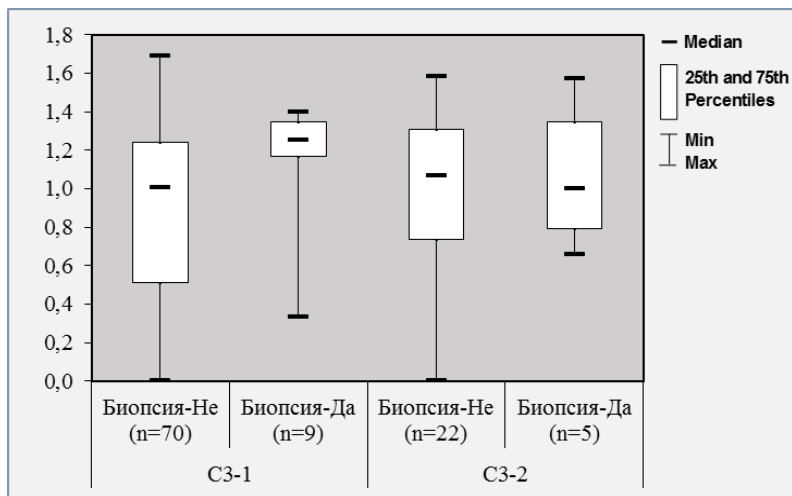 1,8
1,6
1,4
1,2
1,0
0,8
0,6
0,4
0,2
0,0
Median
25th and 75th
Percentiles
Min
Max
Биопсия-Не Биопсия-Да Биопсия-Не Биопсия-Да
(n=70) (n=9) (n=22) (n=5)
СЗ-1 СЗ-2